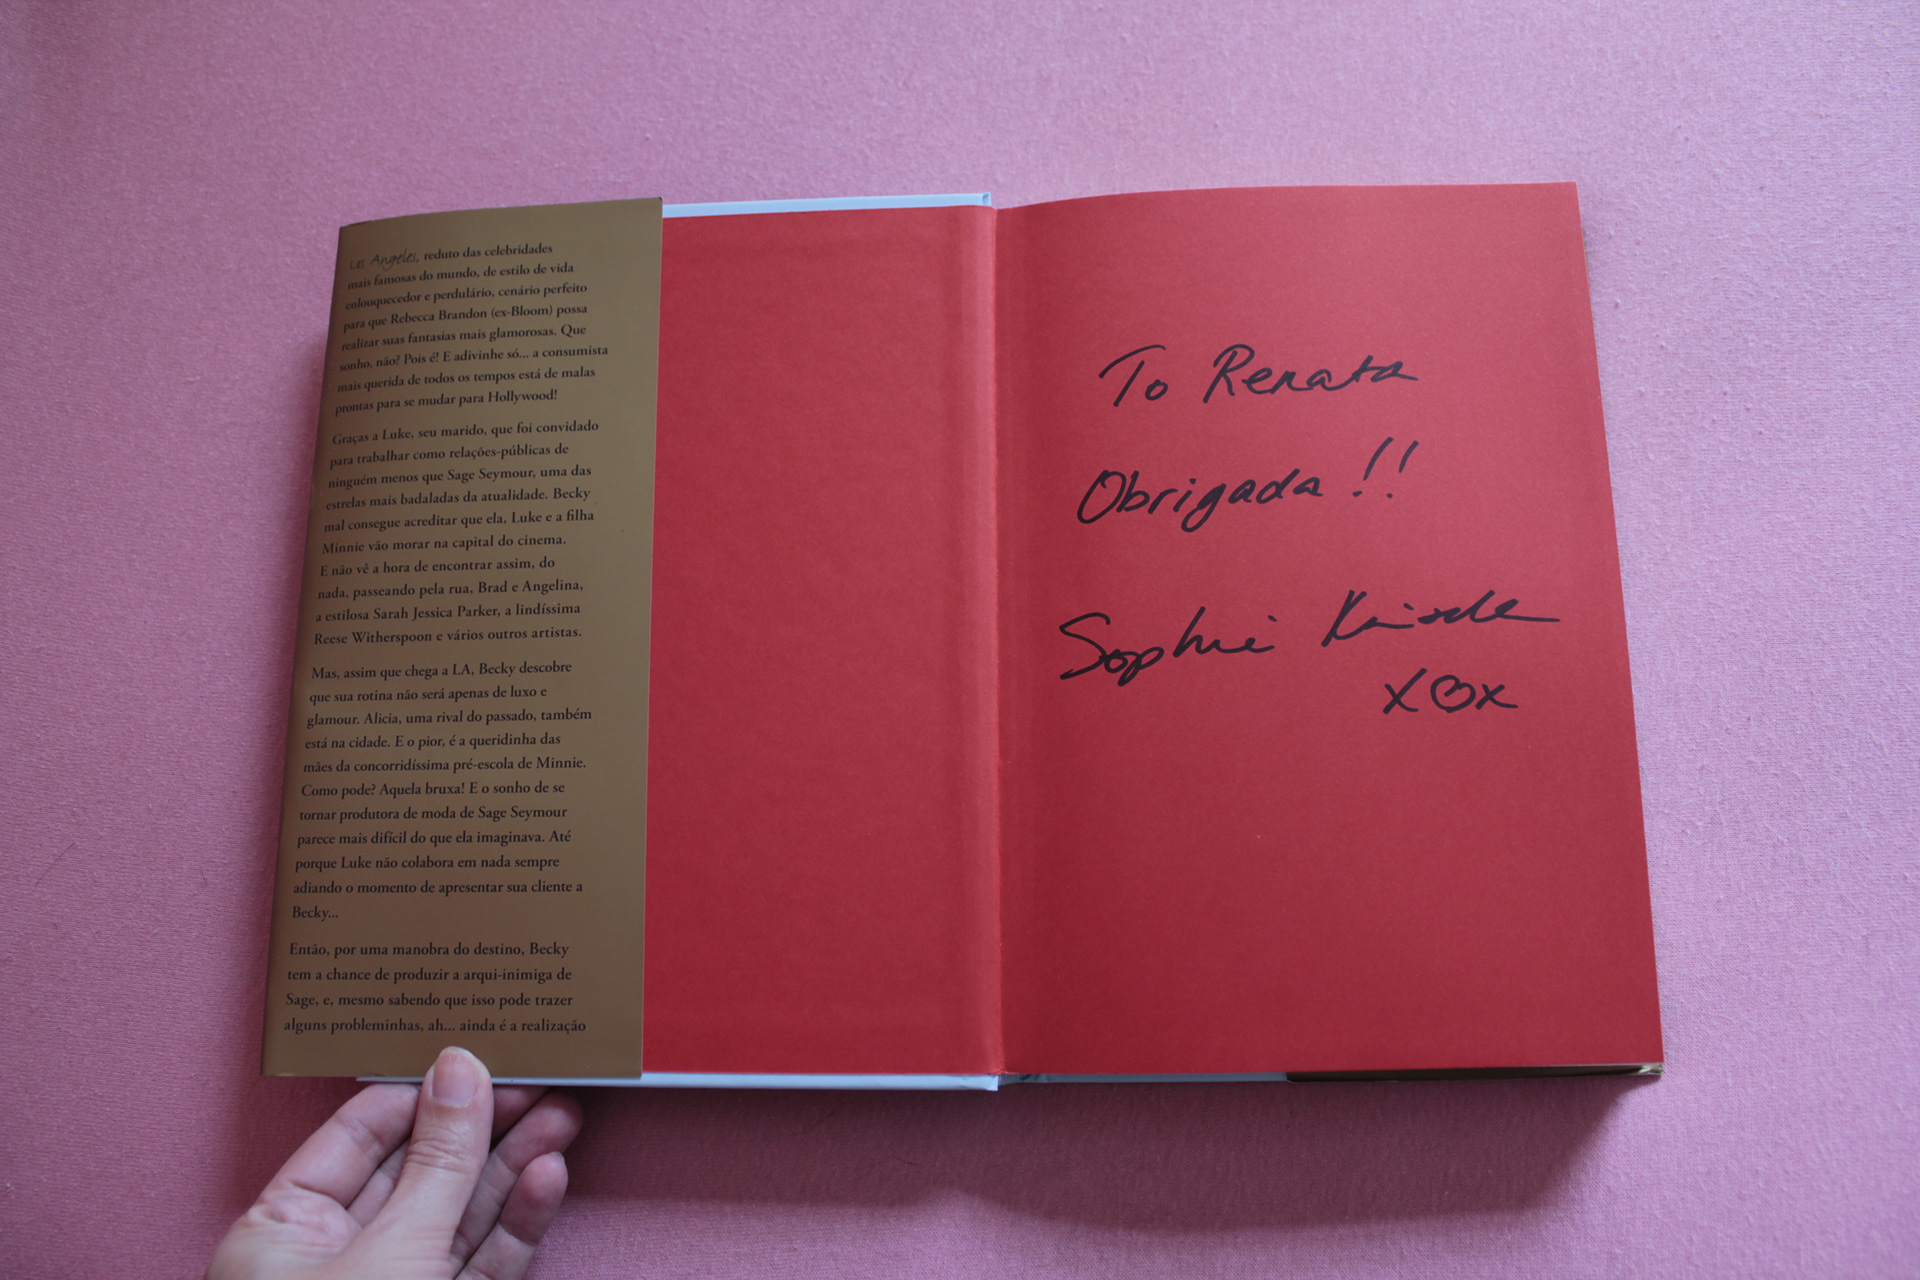 Los Angeles, reduto das celebridades
mais famosas do mundo, de estilo de vida
enlouquecedor e perdulário, cenário perfeito
para que Rebecca Brandon (ex-Bloom) possa
realizar suas fantasias mais glamorosas. Que
sonho, não? Pois é! E adivinhe só... a consumista
mais querida de todos os tempos está de malas
prontas para se mudar para Hollywood!
Graças a Luke, seu marido, que foi convidado
para trabalhar como relações-públicas de
ninguém menos que Sage Seymour, uma das
estrelas mais badaladas da atualidade. Becky
mal consegue acreditar que ela, Luke e a filha
Minnie vão morar na capital do cinema.
E não vê a hora de encontrar assim, do
nada, passeando pela rua, Brad e Angelina,
a estilosa Sarah Jessica Parker, a lindíssima
Reese Witherspoon e vários outros artistas.
Mas, assim que chega a LA, Becky descobre
que sua rotina não será apenas de luxo e
glamour. Alicia, uma rival do passado, também
está na cidade. E o pior, é a queridinha das
mães da concorridíssima pré-escola de Minnie.
Como pode? Aquela bruxa! E o sonho de se
tornar produtora de moda de Sage Seymour
parece mais difícil do que ela imaginava. Até
porque Luke não colabora em nada sempre
adiando o momento de apresentar sua cliente a
Becky...
Então, por uma manobra do destino, Becky
tem a chance de produzir a arqui-inimiga de
Sage, e, mesmo sabendo que isso pode trazer
alguns probleminhas, ah... ainda é a realização
To Renata
Obrigada!!
Sophie Kinsella
x♡x